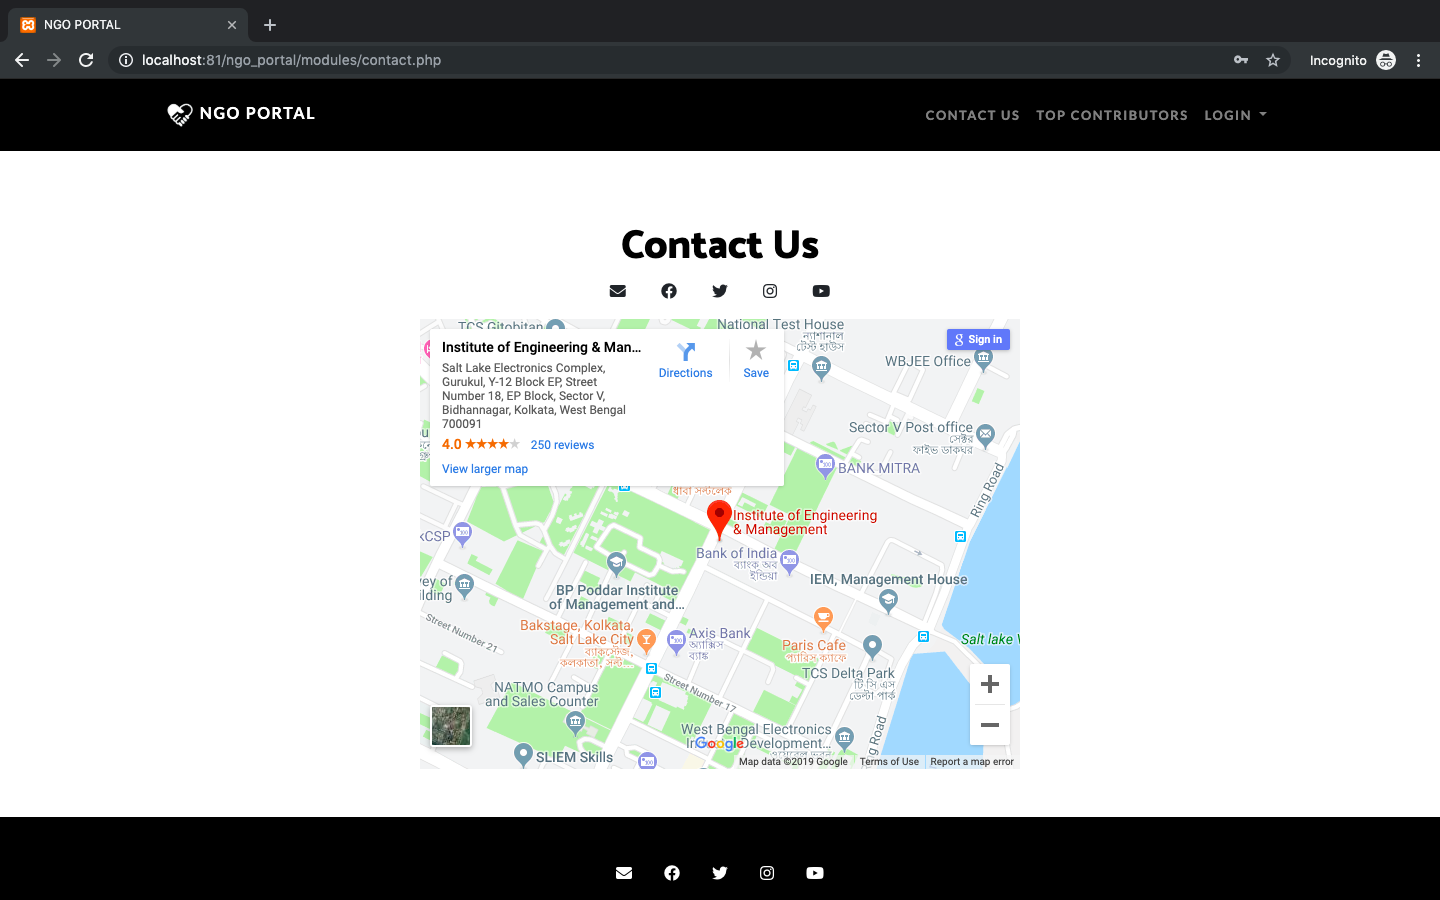 NGO PORTAL
localhost:81/ngo_portal/modules/contact.php
Incognito
NGO PORTAL
CONTACT US
TOP CONTRIBUTORS
LOGIN
Contact Us
TCS Gitobitan
National Test House
ন্যাশানাল
টেস্ট হাউস
Sign in
WBJEE Office
Institute of Engineering & Man...
Salt Lake Electronics Complex,
Gurukul, Y-12 Block EP, Street
Number 18, EP Block, Sector V,
Bidhannagar, Kolkata, West Bengal
700091
4.0
250 reviews
View larger map
Directions
Save
Sector V Post office
সেক্টর
ফাইভ ডাকঘর
BANK MITRA
Ring Road
ধাবা সল্টলেক
Institute of Engineering
& Management
kCSP
Bank of India
ব্যাংক অব
ইন্ডিয়া
IEM, Management House
vey of
ilding
BP Poddar Institute
of Management and...
Street Number 21
Bakstage, Kolkata,
Salt Lake City
ব্যাকস্টেজ,
কলকাতা, সল্ট...
Axis Bank
অ্যাক্সিস
ব্যাঙ্ক
Paris Cafe
প্যারিস ক্যাফে
Salt lake
TCS Delta Park
টি সি এস
ডেল্টা পার্ক
NATMO Campus
and Sales Counter
Street Number 17
West Bengal Electronics
Development...
Google
ng Road
SLIEM Skills
Map data ©2019 Google
Terms of Use
Report a map error